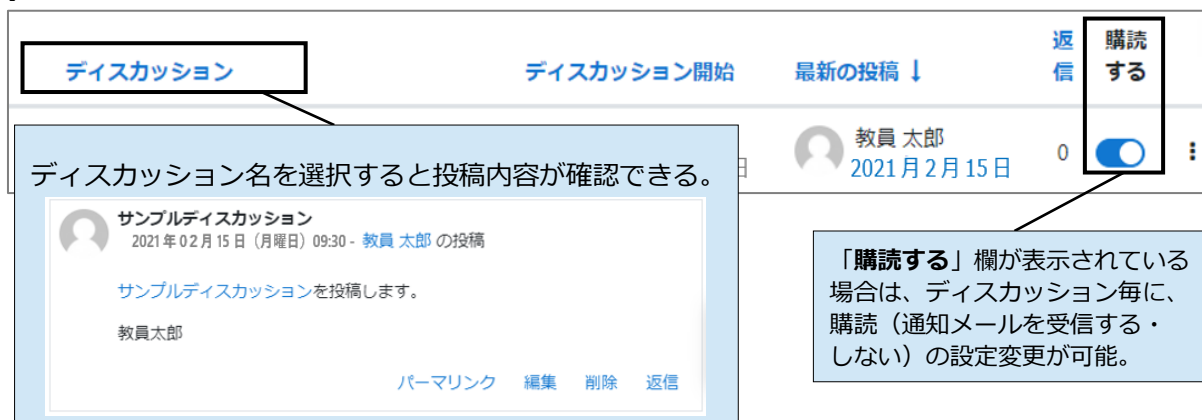 ディスカッション ディスカッション開始 最新の投稿 ↓ 返信 購読する
教員 太郎
2021月2月15日 0
日
ディスカッション名を選択すると投稿内容が確認できる。
サンプルディスカッション
2021年02月15日（月曜日）09:30 - 教員 太郎 の投稿
サンプルディスカッションを投稿します。
教員太郎
パーマリンク 編集 削除 返信
「購読する」欄が表示されている
場合は、ディスカッション毎に、
購読（通知メールを受信する・
しない）の設定変更が可能。